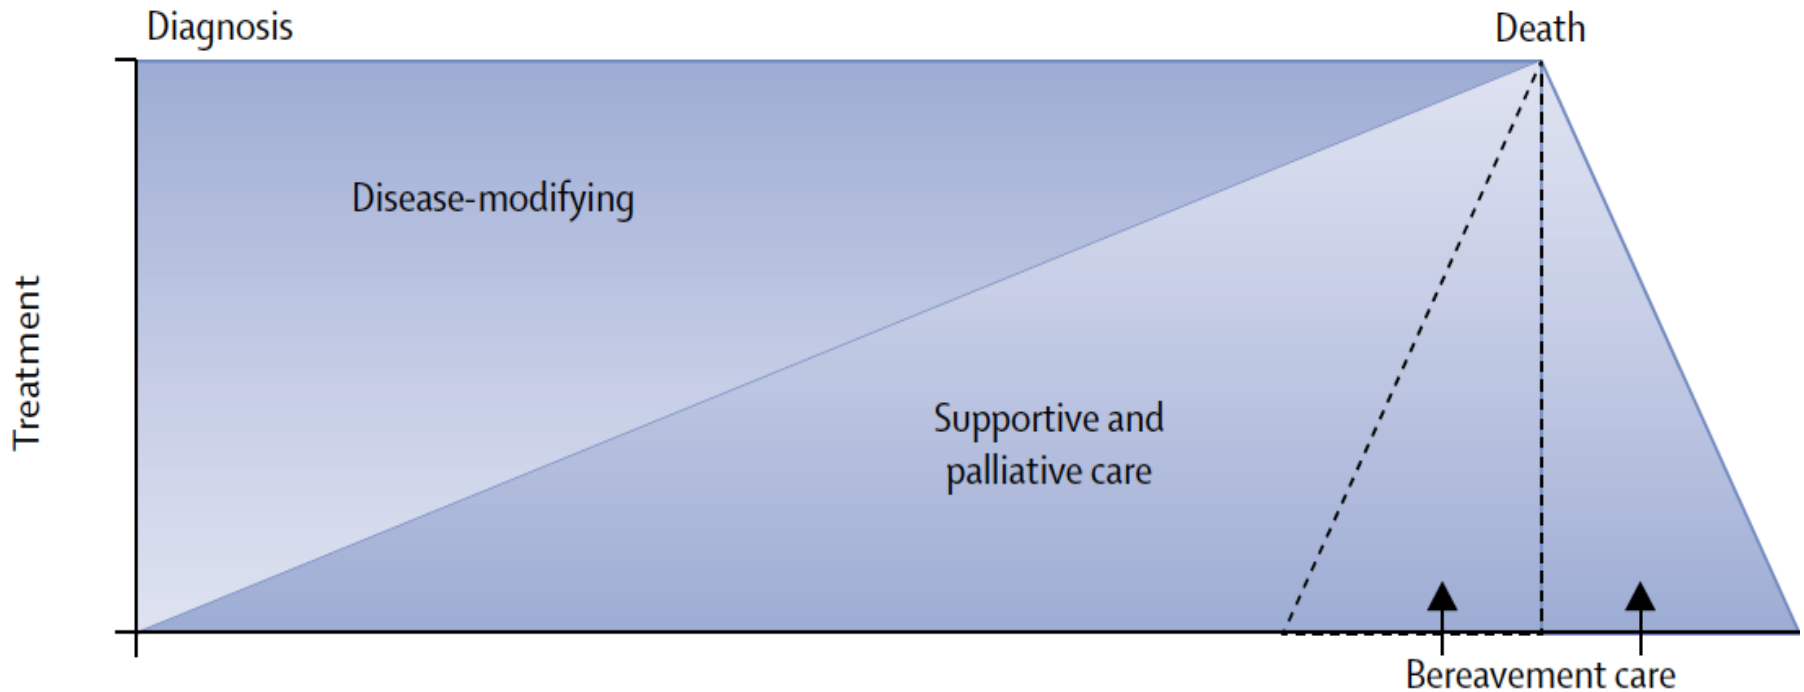 Diagnosis
Death
Disease-modifying
Treatment
Supportive and
palliative care
Bereavement care